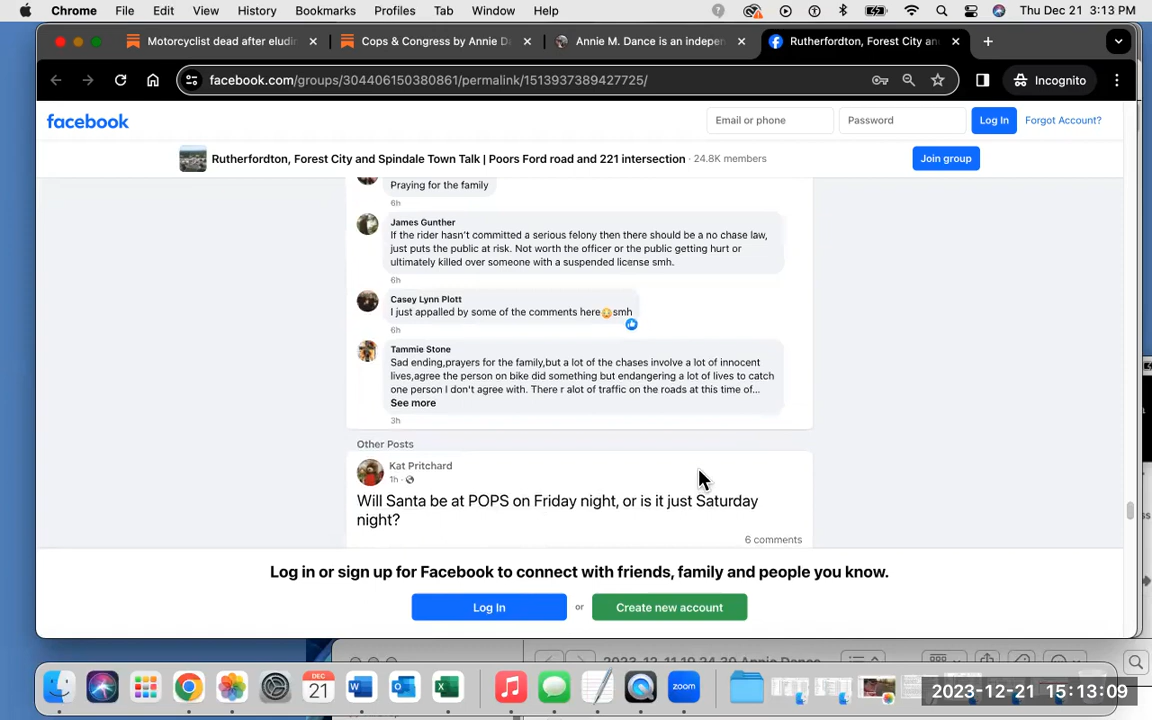 Chrome File Edit View History Bookmarks Profiles Tab Window Help Thu Dec 21 3:13 PM
Motorcyclist dead after eludin
Cops & Congress by Annie D
Annie M. Dance is an indepen
Rutherfordton, Forest City an
facebook.com/groups/304406150380861/permalink/1513937389427725/
Incognito
facebook
Email or phone
Password
Log In
Forgot Account?
Rutherfordton, Forest City and Spindale Town Talk | Poors Ford road and 221 intersection · 24.8K members
Join group
Praying for the family
6h
James Gunther
If the rider hasn't committed a serious felony then there should be a no chase law,
just puts the public at risk. Not worth the officer or the public getting hurt or
ultimately killed over someone with a suspended license smh.
6h
Casey Lynn Plott
I just appalled by some of the comments here😳smh
6h
Tammie Stone
Sad ending,prayers for the family,but a lot of the chases involve a lot of innocent
lives,agree the person on bike did something but endangering a lot of lives to catch
one person I don't agree with. There r alot of traffic on the roads at this time of...
See more
3h
Other Posts
Kat Pritchard
1h ·
Will Santa be at POPS on Friday night, or is it just Saturday
night?
6 comments
Log in or sign up for Facebook to connect with friends, family and people you know.
Log In
or
Create new account
DEC
21
zoom
2023-12-21 15:13:09